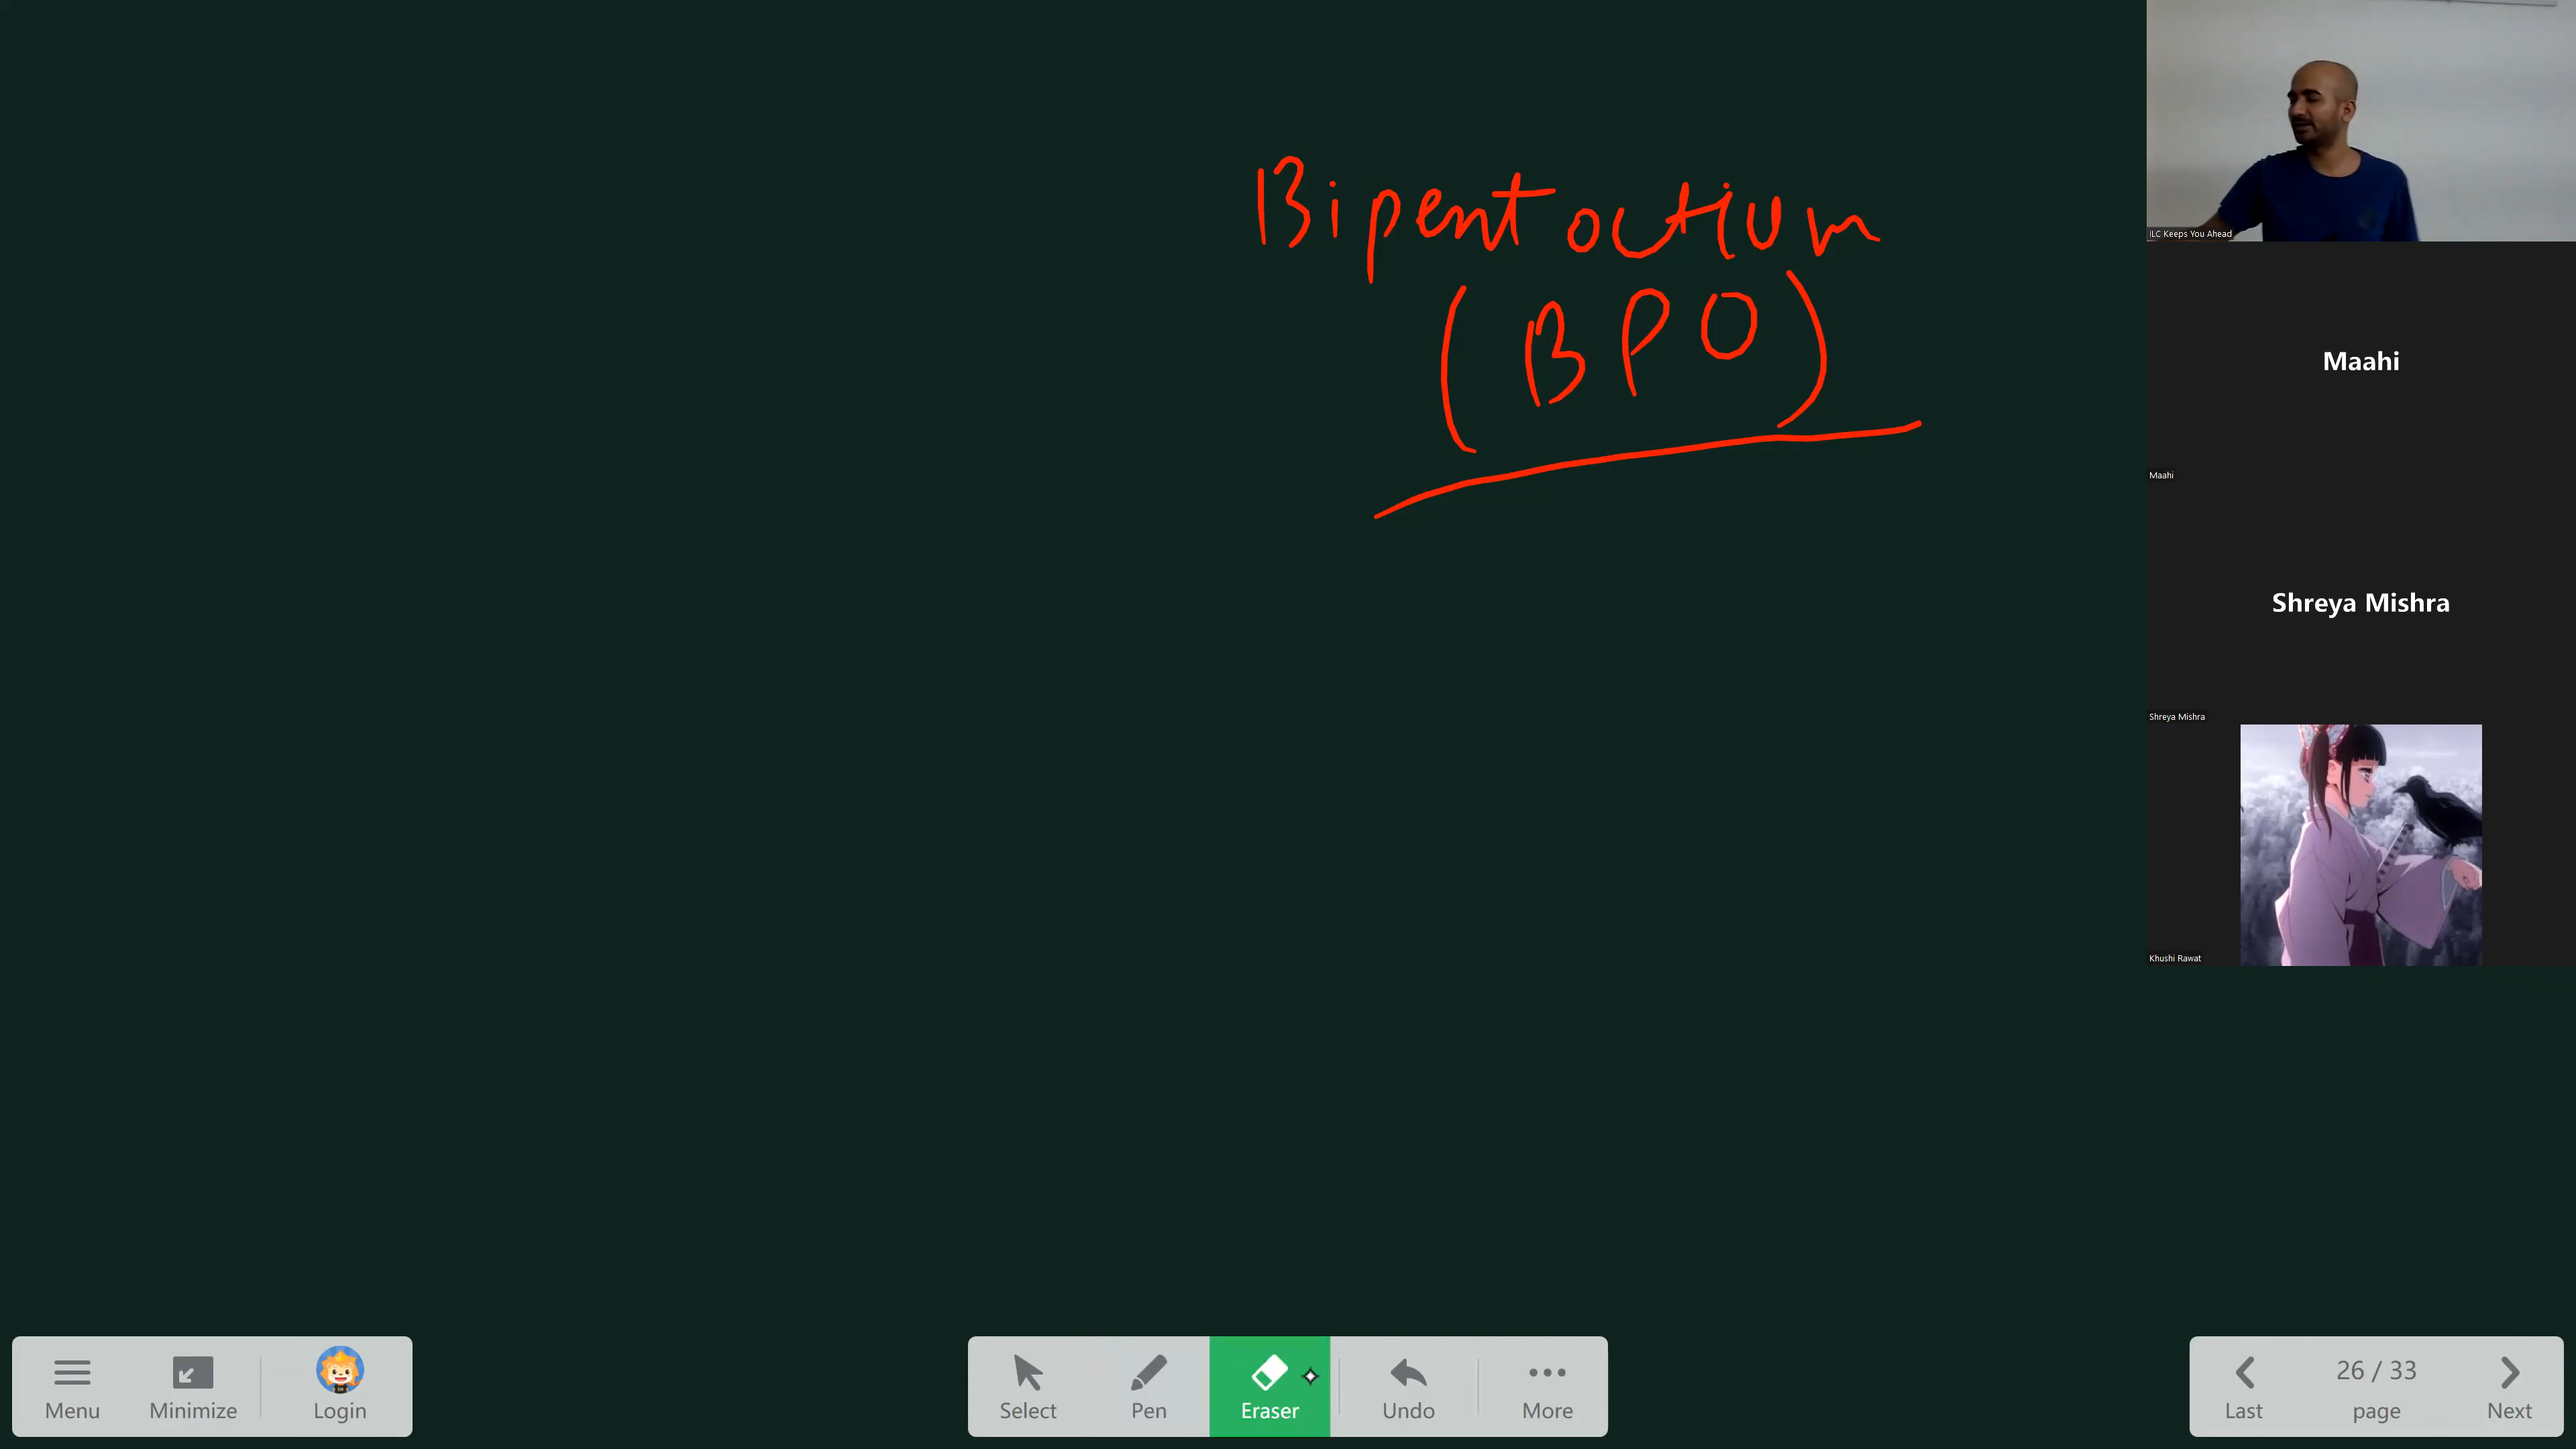 Bipentoctium
(BPO)
ILC Keeps You Ahead
Maahi
Maahi
Shreya Mishra
Shreya Mishra
Khushi Rawat
Menu
Minimize
Login
Select
Pen
Eraser
Undo
More
Last
26 / 33
page
Next